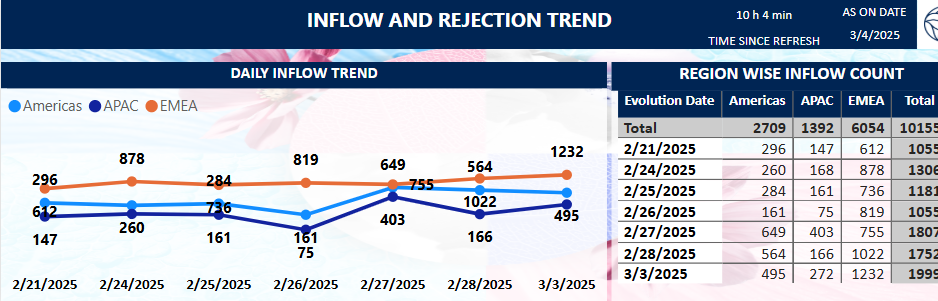 INFLOW AND REJECTION TREND
10 h 4 min
TIME SINCE REFRESH
AS ON DATE
3/4/2025
DAILY INFLOW TREND
Americas APAC EMEA
296 878 284 819 649 755 564 1232
612 260 736 161 403 1022 495
147 161 75 166
2/21/2025 2/24/2025 2/25/2025 2/26/2025 2/27/2025 2/28/2025 3/3/2025
REGION WISE INFLOW COUNT
Evolution Date Americas APAC EMEA Total
Total 2709 1392 6054 10155
2/21/2025 296 147 612 1055
2/24/2025 260 168 878 1306
2/25/2025 284 161 736 1181
2/26/2025 161 75 819 1055
2/27/2025 649 403 755 1807
2/28/2025 564 166 1022 1752
3/3/2025 495 272 1232 1999